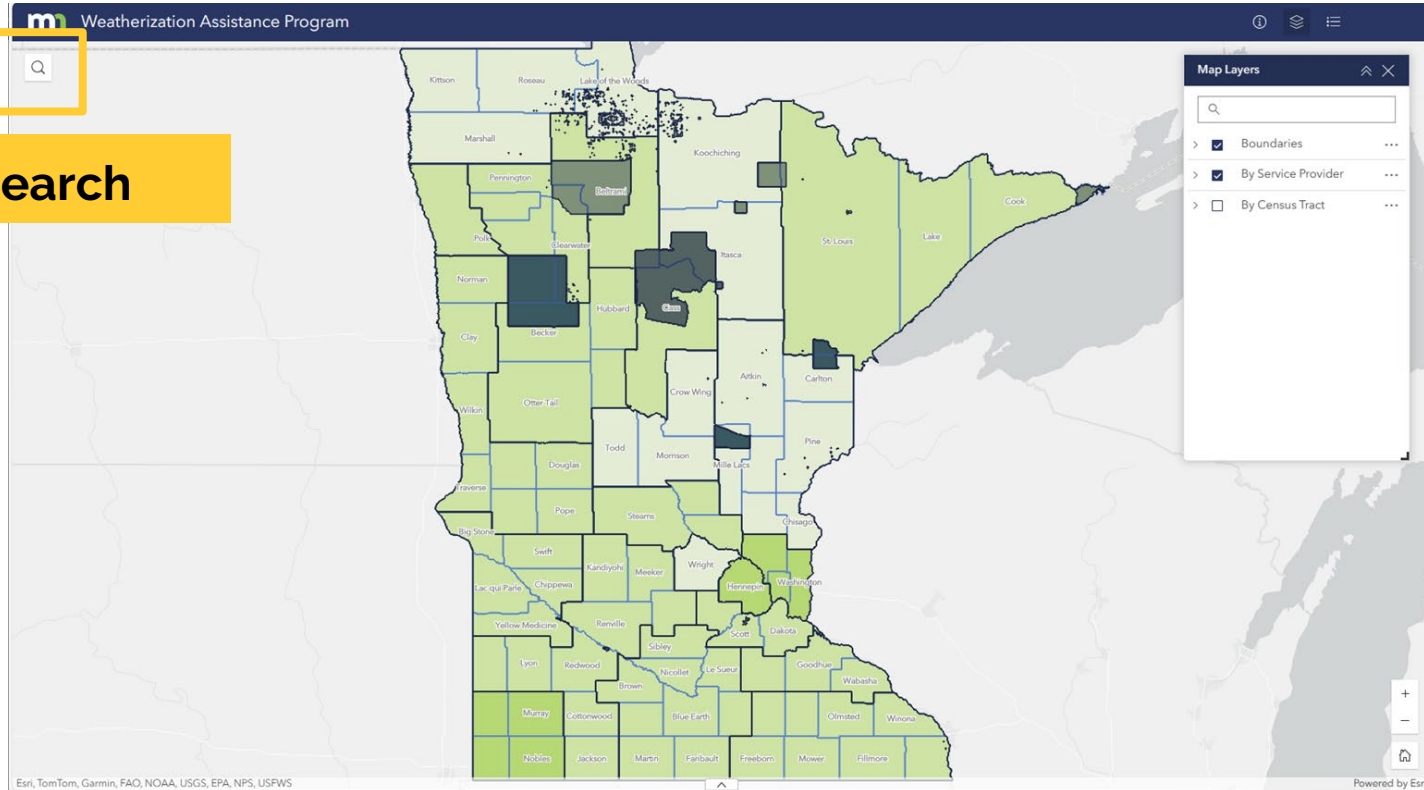 mn Weatherization Assistance Program
earch
Map Layers
Boundaries
By Service Provider
By Census Tract
Kittson Roseau Lake of the Woods
Marshall
Koochiching
Pennington Beltrami
Cook
Polk Clearwater Itasca St. Louis Lake
Norman
Hubbard Cass
Clay Becker
Aitkin Carlton
Crow Wing
Wilkin Otter Tail
Todd Morrison Mille Lacs Pine
Douglas
Traverse
Pope Stearns Chisago
Big Stone
Swift
Kandiyohi Meeker Wright
Lac qui Parle Chippewa Hennepin Washington
Yellow Medicine Renville Scott Dakota
Sibley
Lyon Redwood Nicollet Le Sueur Goodhue
Brown Wabasha
Murray Cottonwood Blue Earth Olmsted Winona
Nobles Jackson Martin Faribault Freeborn Mower Fillmore
Esri, TomTom, Garmin, FAO, NOAA, USGS, EPA, NPS, USFWS
Powered by Esr